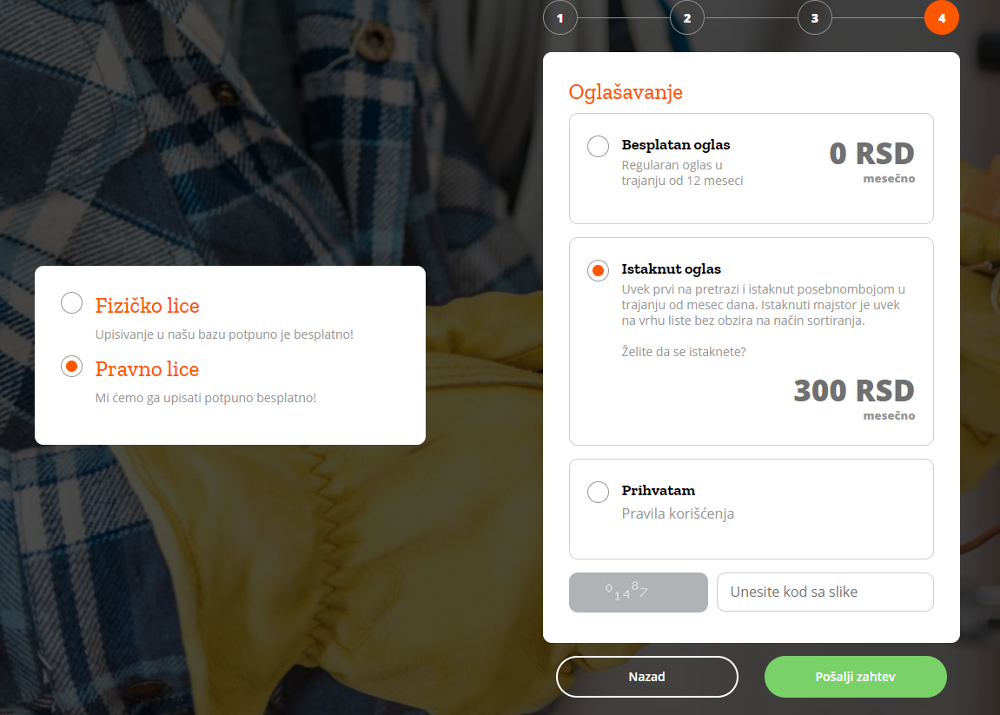 1 2 3 4
Oglašavanje
Besplatan oglas
Regularan oglas u
trajanju od 12 meseci
0 RSD
mesečno
Istaknut oglas
Uvek prvi na pretrazi i istaknut posebnombojom u
trajanju od mesec dana. Istaknuti majstor je uvek
na vrhu liste bez obzira na način sortiranja.
Želite da se istaknete?
300 RSD
mesečno
Fizičko lice
Upisivanje u našu bazu potpuno je besplatno!
Pravno lice
Mi ćemo ga upisati potpuno besplatno!
Prihvatam
Pravila korišćenja
01487
Unesite kod sa slike
Nazad
Pošalji zahtev